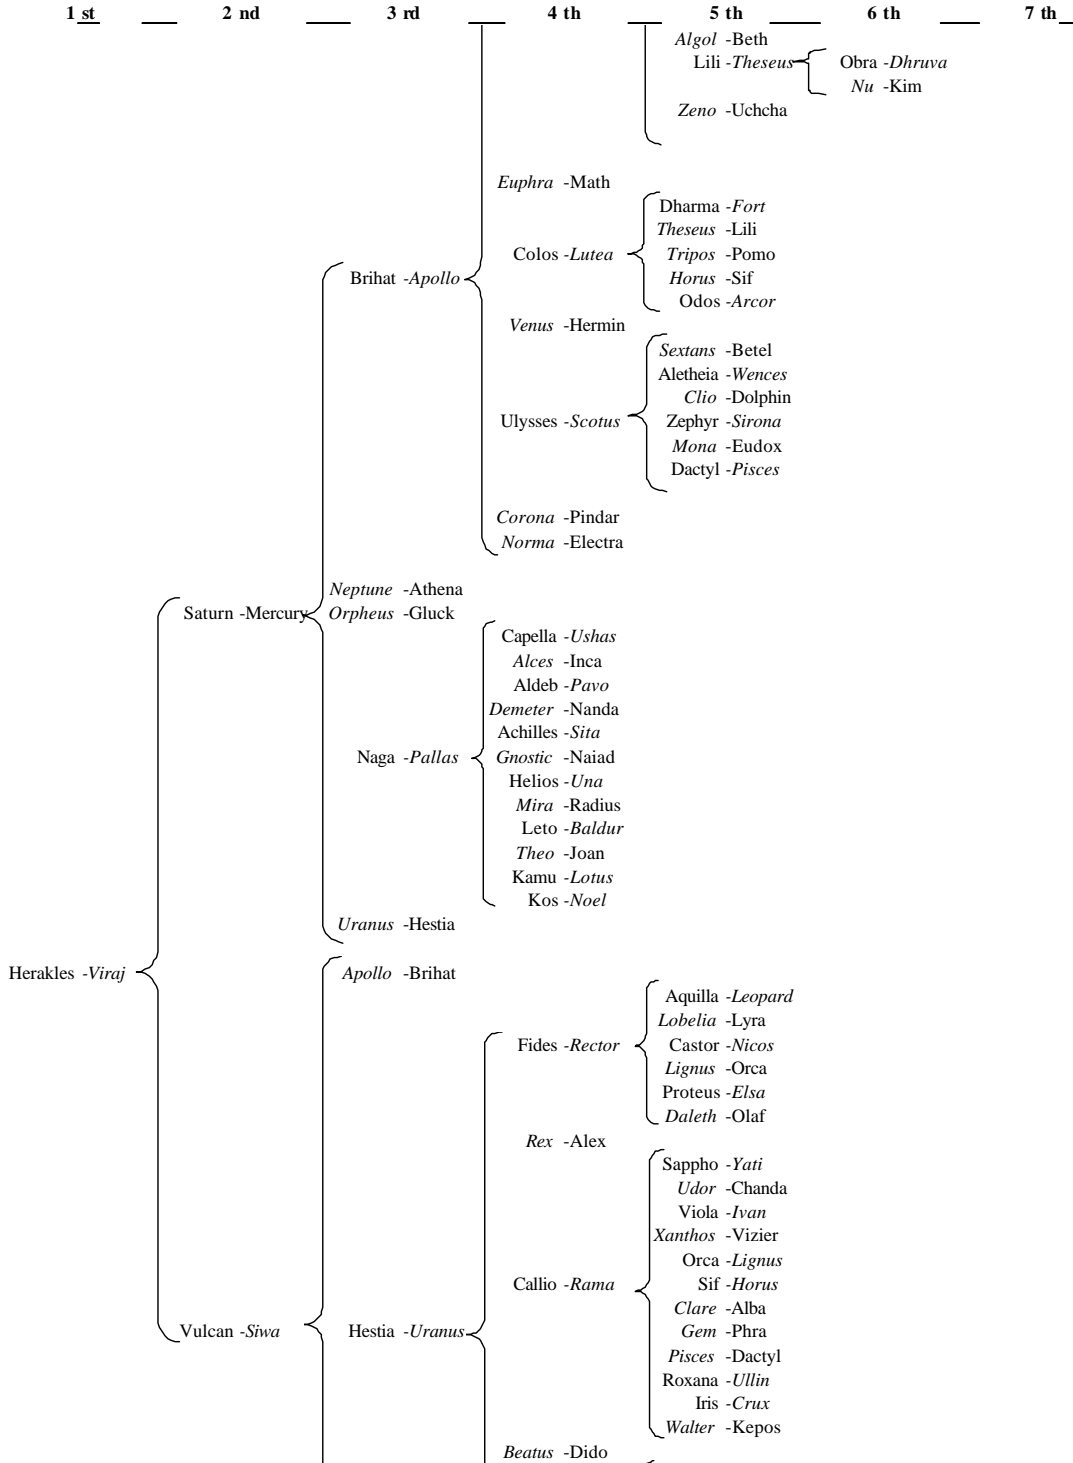 1 st 2 nd 3 rd 4 th 5 th 6 th 7 th
Algol -Beth
Lili -Theseus Obra -Dhruva
Nu -Kim
Zeno -Uchcha
Euphra -Math
Dharma -Fort
Theseus -Lili
Colos -Lutea Tripos -Pomo
Brihat -Apollo Horus -Sif
Odos -Arcor
Venus -Hermin
Sextans -Betel
Aletheia -Wences
Clio -Dolphin
Ulysses -Scotus Zephyr -Sirona
Mona -Eudox
Dactyl -Pisces
Corona -Pindar
Norma -Electra
Neptune -Athena
Saturn -Mercury Orpheus -Gluck
Capella -Ushas
Alces -Inca
Aldeb -Pavo
Demeter -Nanda
Achilles -Sita
Naga -Pallas Gnostic -Naiad
Helios -Una
Mira -Radius
Leto -Baldur
Theo -Joan
Kamu -Lotus
Kos -Noel
Uranus -Hestia
Herakles -Viraj Apollo -Brihat
Aquilla -Leopard
Lobelia -Lyra
Fides -Rector Castor -Nicos
Lignus -Orca
Proteus -Elsa
Daleth -Olaf
Rex -Alex
Sappho -Yati
Udor -Chanda
Viola -Ivan
Xanthos -Vizier
Orca -Lignus
Callio -Rama Sif -Horus
Clare -Alba
Vulcan -Siwa Hestia -Uranus Gem -Phra
Pisces -Dactyl
Roxana -Ullin
Iris -Crux
Walter -Kepos
Beatus -Dido